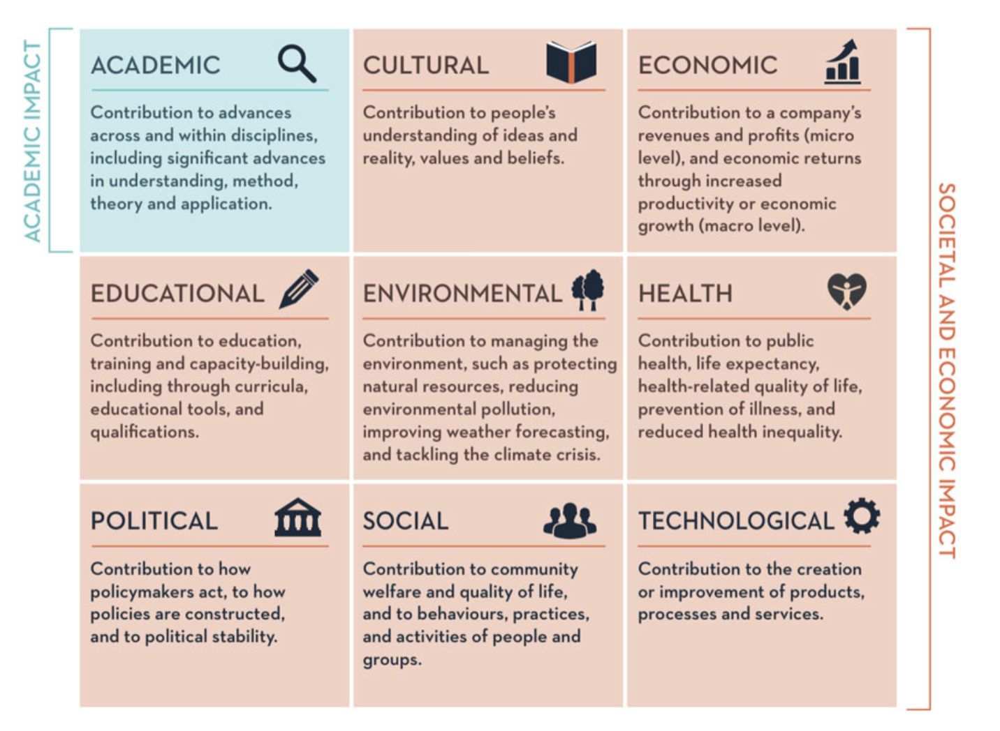 ACADEMIC IMPACT
ACADEMIC
Contribution to advances
across and within disciplines,
including significant advances
in understanding, method,
theory and application.
CULTURAL
Contribution to people's
understanding of ideas and
reality, values and beliefs.
ECONOMIC
Contribution to a company's
revenues and profits (micro
level), and economic returns
through increased
productivity or economic
growth (macro level).
EDUCATIONAL
Contribution to education,
training and capacity-building,
including through curricula,
educational tools, and
qualifications.
ENVIRONMENTAL
Contribution to managing the
environment, such as protecting
natural resources, reducing
environmental pollution,
improving weather forecasting,
and tackling the climate crisis.
HEALTH
Contribution to public
health, life expectancy,
health-related quality of life,
prevention of illness, and
reduced health inequality.
POLITICAL
Contribution to how
policymakers act, to how
policies are constructed,
and to political stability.
SOCIAL
Contribution to community
welfare and quality of life,
and to behaviours, practices,
and activities of people and
groups.
TECHNOLOGICAL
Contribution to the creation
or improvement of products,
processes and services.
SOCIETAL AND ECONOMIC IMPACT